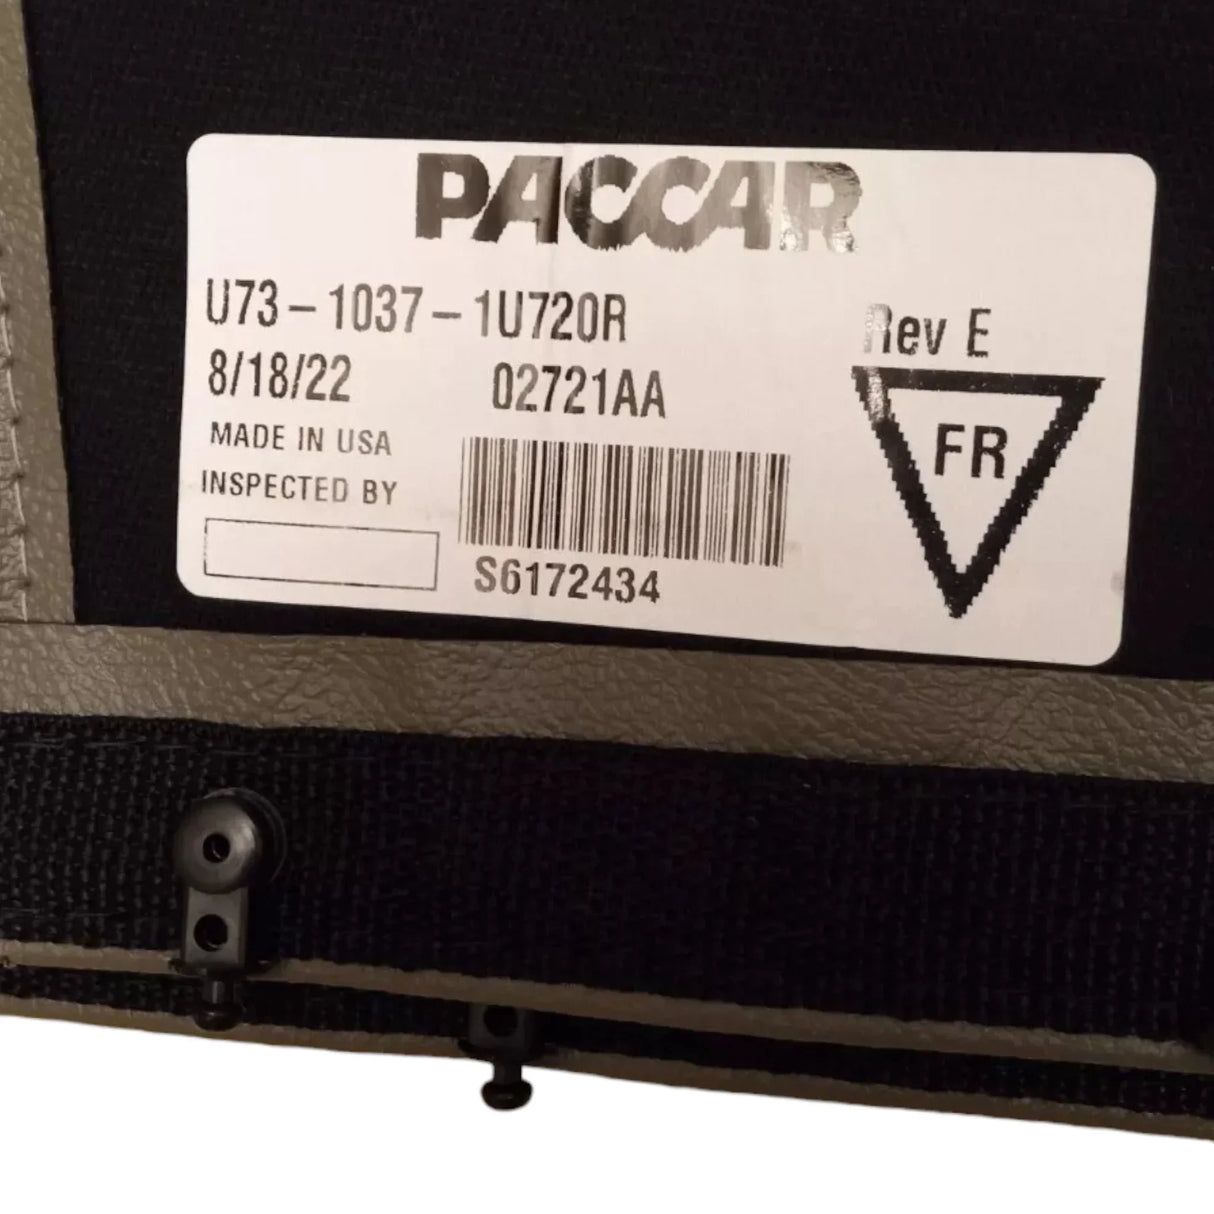 PACCAR
U73-1037-1U720R
Rev E
8/18/22 02721AA
FR
MADE IN USA
INSPECTED BY
S6172434